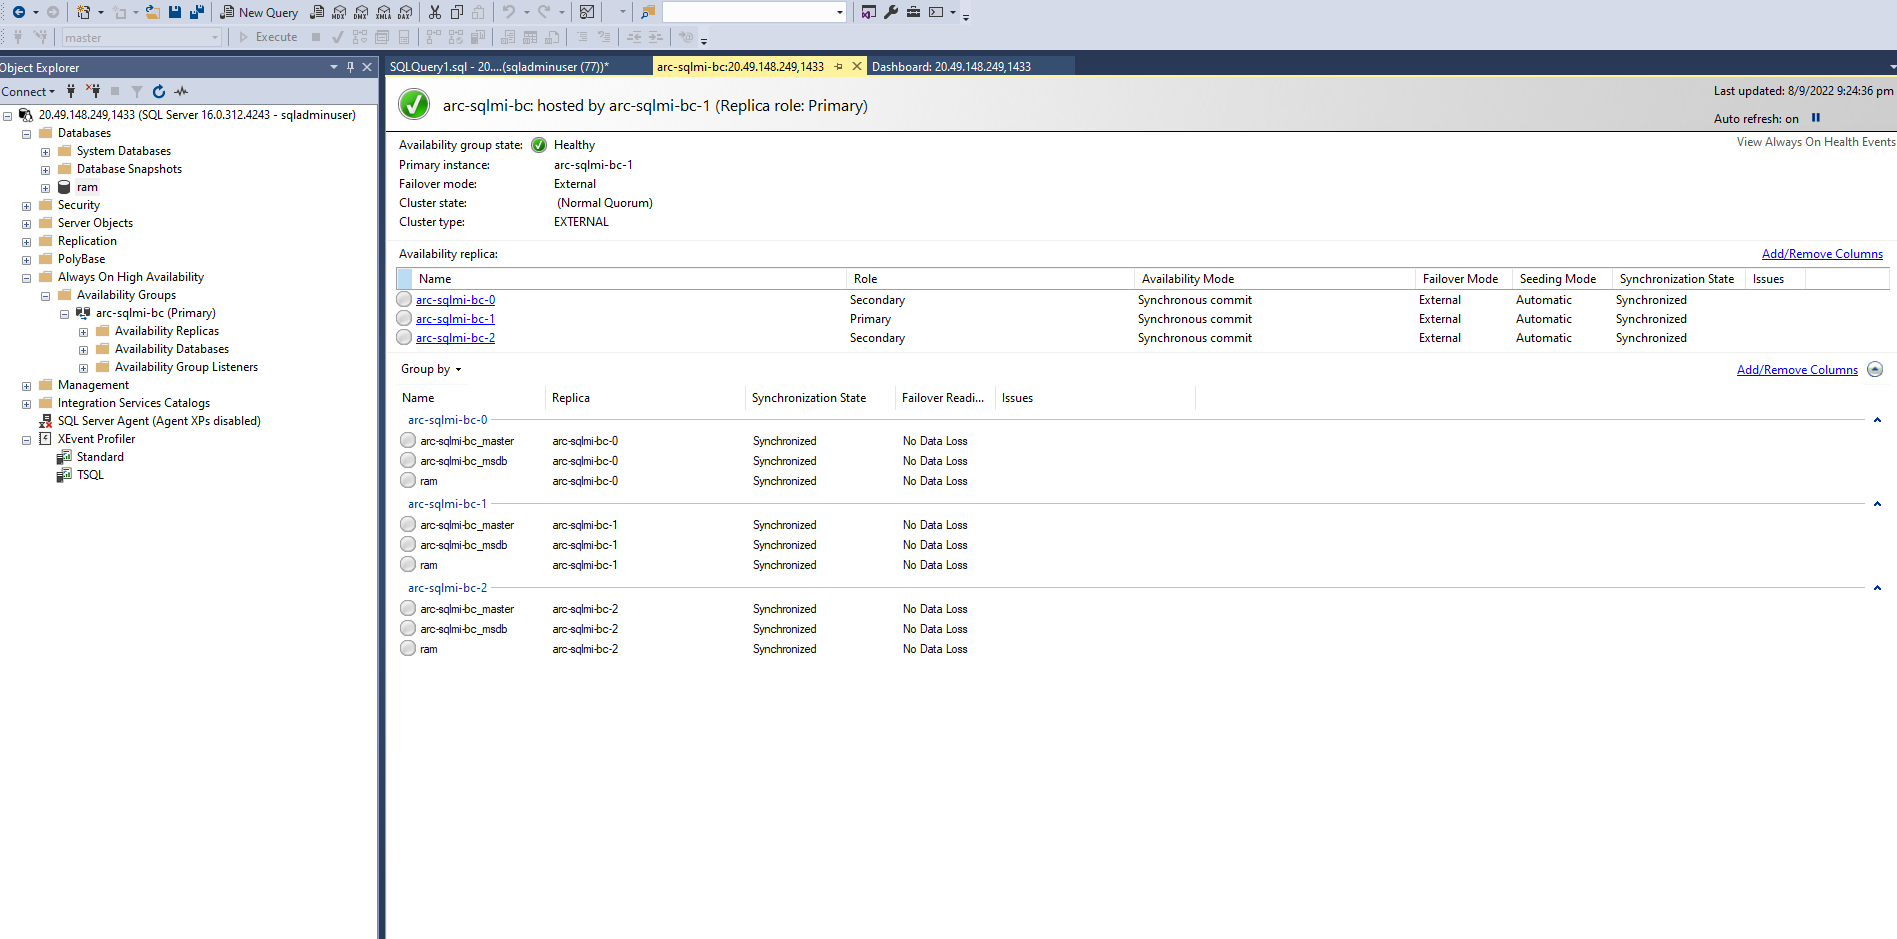 New Query MDX DMX XMLA DAX
master Execute
Object Explorer
Connect
20.49.148.249,1433 (SQL Server 16.0.312.4243 - sqladminuser)
Databases
System Databases
Database Snapshots
ram
Security
Server Objects
Replication
PolyBase
Always On High Availability
Availability Groups
arc-sqlmi-bc (Primary)
Availability Replicas
Availability Databases
Availability Group Listeners
Management
Integration Services Catalogs
SQL Server Agent (Agent XPs disabled)
XEvent Profiler
Standard
TSQL
SQLQuery1.sql - 20....(sqladminuser (77))* arc-sqlmi-bc:20.49.148.249,1433 Dashboard: 20.49.148.249,1433
arc-sqlmi-bc: hosted by arc-sqlmi-bc-1 (Replica role: Primary)
Last updated: 8/9/2022 9:24:36 pm
Auto refresh: on
View Always On Health Events
Availability group state: Healthy
Primary instance: arc-sqlmi-bc-1
Failover mode: External
Cluster state: (Normal Quorum)
Cluster type: EXTERNAL
Availability replica: Add/Remove Columns
Name Role Availability Mode Failover Mode Seeding Mode Synchronization State Issues
arc-sqlmi-bc-0 Secondary Synchronous commit External Automatic Synchronized
arc-sqlmi-bc-1 Primary Synchronous commit External Automatic Synchronized
arc-sqlmi-bc-2 Secondary Synchronous commit External Automatic Synchronized
Group by Add/Remove Columns
Name Replica Synchronization State Failover Readi... Issues
arc-sqlmi-bc-0
arc-sqlmi-bc_master arc-sqlmi-bc-0 Synchronized No Data Loss
arc-sqlmi-bc_msdb arc-sqlmi-bc-0 Synchronized No Data Loss
ram arc-sqlmi-bc-0 Synchronized No Data Loss
arc-sqlmi-bc-1
arc-sqlmi-bc_master arc-sqlmi-bc-1 Synchronized No Data Loss
arc-sqlmi-bc_msdb arc-sqlmi-bc-1 Synchronized No Data Loss
ram arc-sqlmi-bc-1 Synchronized No Data Loss
arc-sqlmi-bc-2
arc-sqlmi-bc_master arc-sqlmi-bc-2 Synchronized No Data Loss
arc-sqlmi-bc_msdb arc-sqlmi-bc-2 Synchronized No Data Loss
ram arc-sqlmi-bc-2 Synchronized No Data Loss